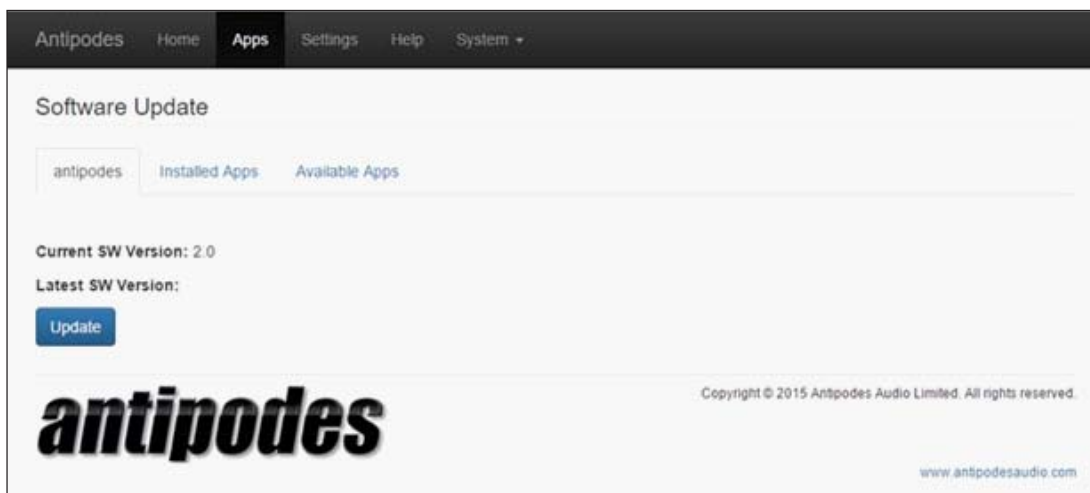 Antipodes Home Apps Settings Help System
Software Update
antipodes Installed Apps Available Apps
Current SW Version: 2.0
Latest SW Version:
Update
antipodes
Copyright © 2015 Antipodes Audio Limited. All rights reserved.
www.antipodesaudio.com